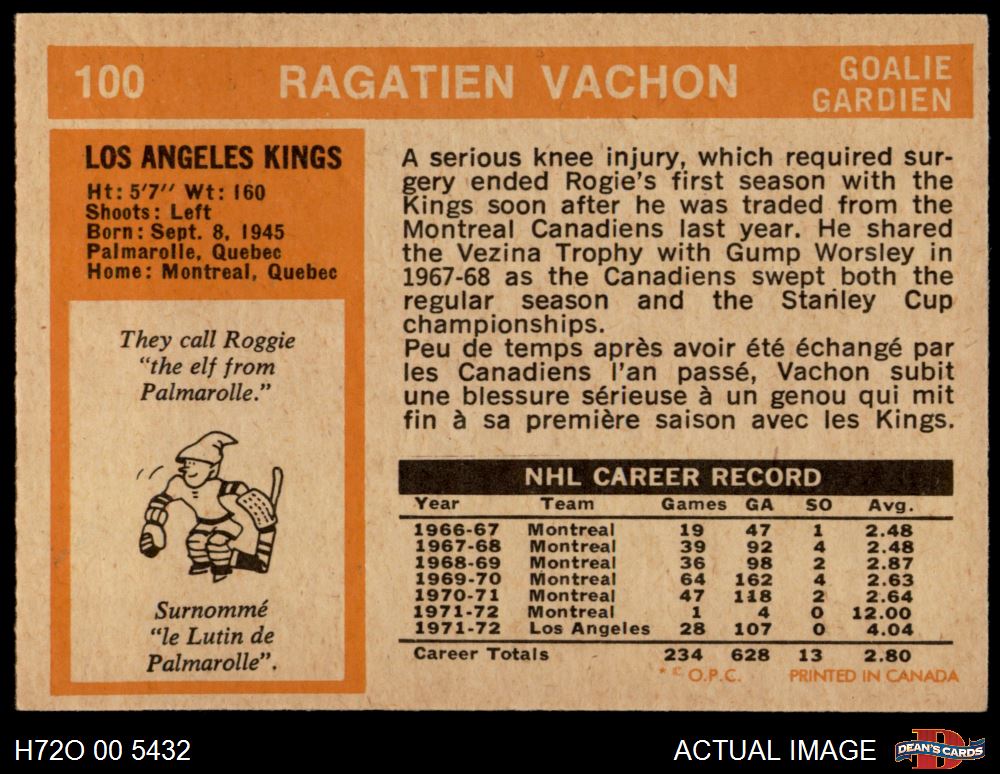 100 RAGATIEN VACHON GOALIE
GARDIEN
LOS ANGELES KINGS
Ht: 5'7" Wt: 160
Shoots: Left
Born: Sept. 8, 1945
Palmarolle, Quebec
Home: Montreal, Quebec
They call Roggie
"the elf from
Palmarolle."
Surnommé
"le Lutin de
Palmarolle".
A serious knee injury, which required sur-
gery ended Rogie's first season with the
Kings soon after he was traded from the
Montreal Canadiens last year. He shared
the Vezina Trophy with Gump Worsley in
1967-68 as the Canadiens swept both the
regular season and the Stanley Cup
championships.
Peu de temps après avoir été échangé par
les Canadiens l'an passé, Vachon subit
une blessure sérieuse à un genou qui mit
fin à sa première saison avec les Kings.
NHL CAREER RECORD
Year Team Games GA SO Avg.
1966-67 Montreal 19 47 1 2.48
1967-68 Montreal 39 92 4 2.48
1968-69 Montreal 36 98 2 2.87
1969-70 Montreal 64 162 4 2.63
1970-71 Montreal 47 118 2 2.64
1971-72 Montreal 1 4 0 12.00
1971-72 Los Angeles 28 107 0 4.04
Career Totals 234 628 13 2.80
O.P.C. PRINTED IN CANADA
H72O 00 5432
ACTUAL IMAGE
DEAN'S CARDS